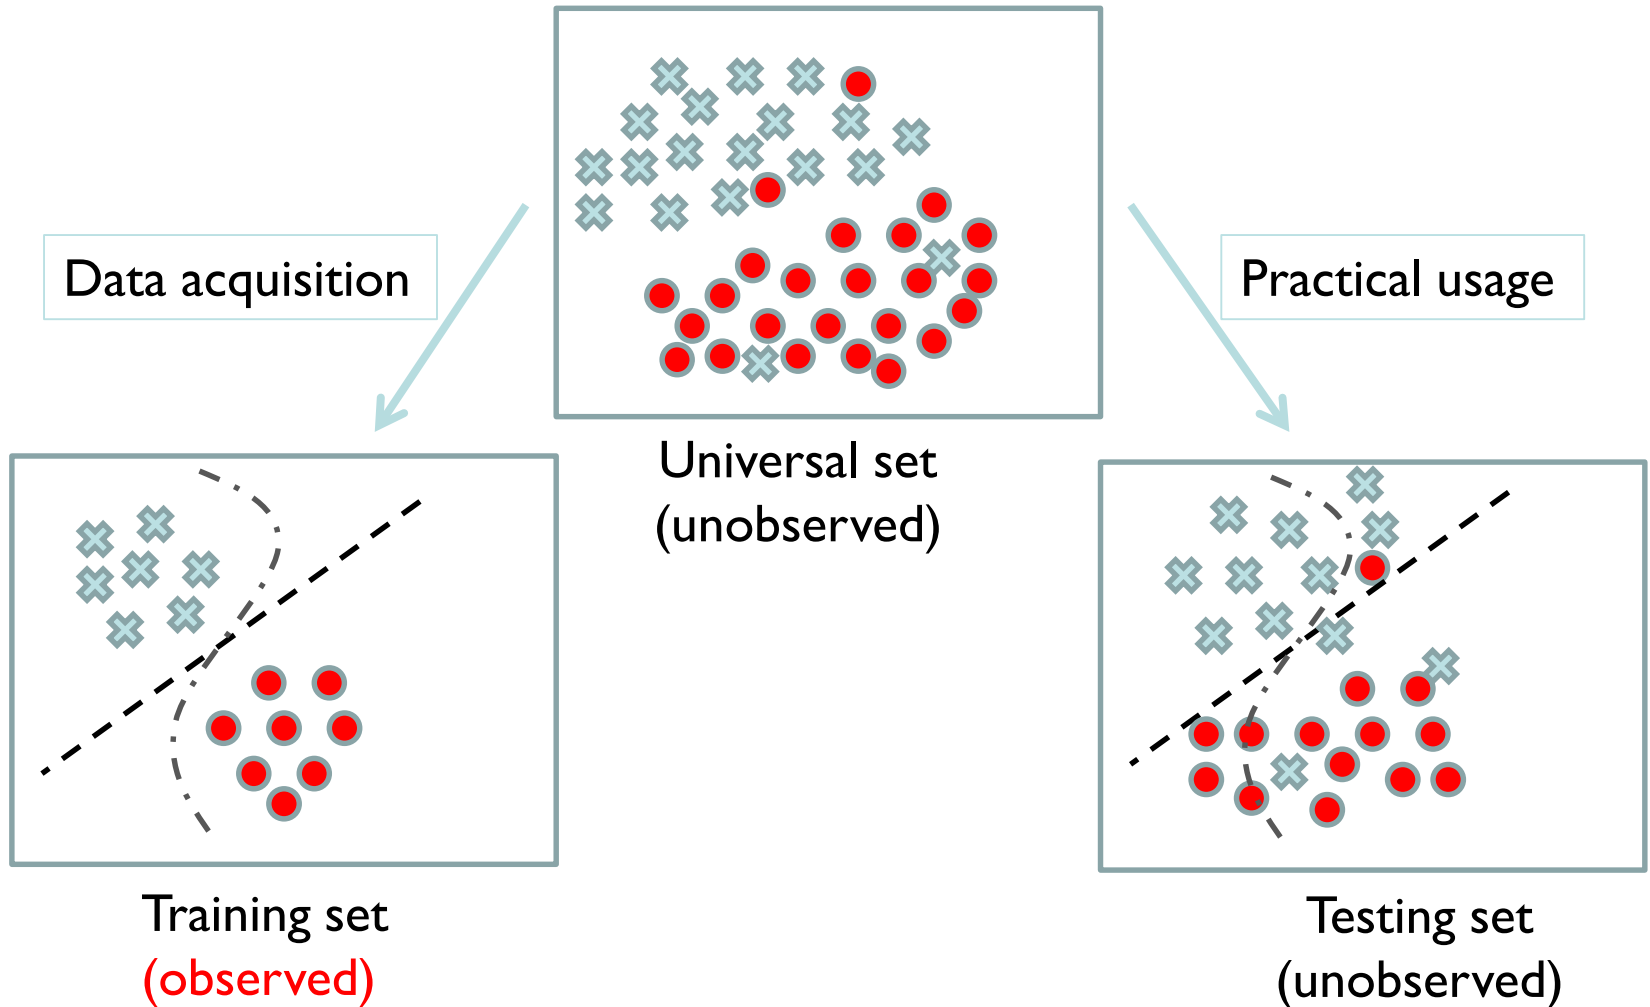 Data acquisition
Practical usage
Universal set
(unobserved)
Training set
(observed)
Testing set
(unobserved)